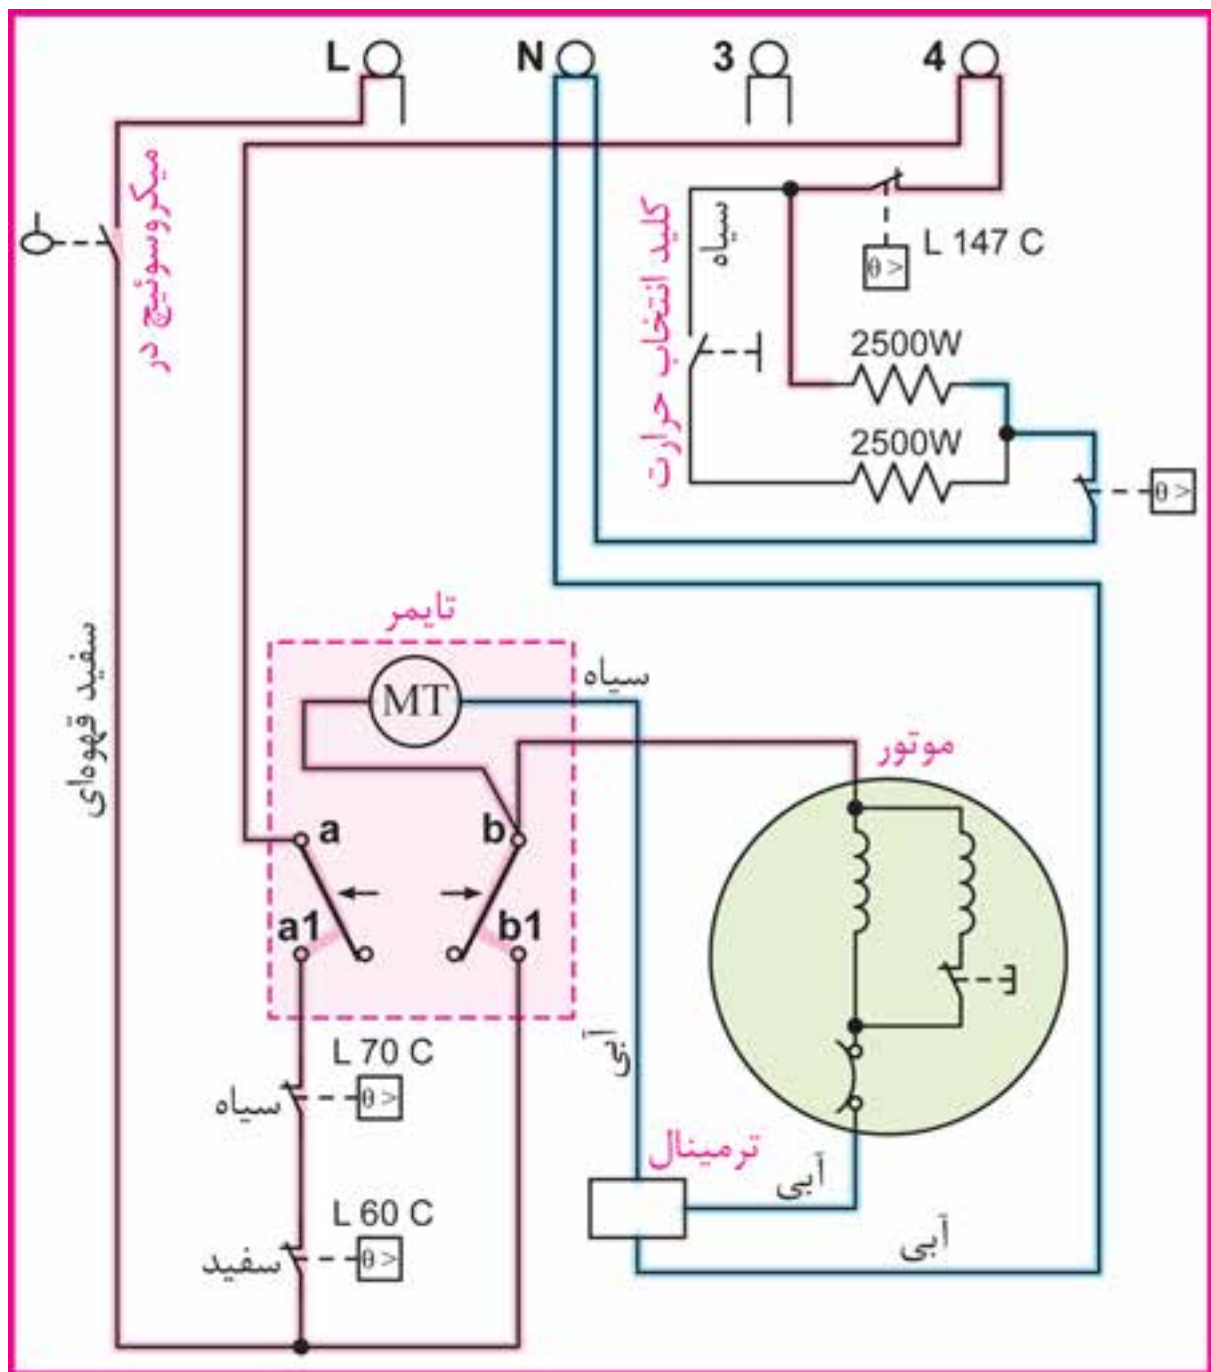 L
N
3
4
میکروسوئیچ در
کلید انتخاب حرارت
سیاه
L 147 C
θ >
2500W
2500W
θ >
سفید قهوه‌ای
تایمر
MT
سیاه
موتور
a
b
a1
b1
L 70 C
θ >
سیاه
آبی
ترمینال
آبی
L 60 C
θ >
سفید
آبی